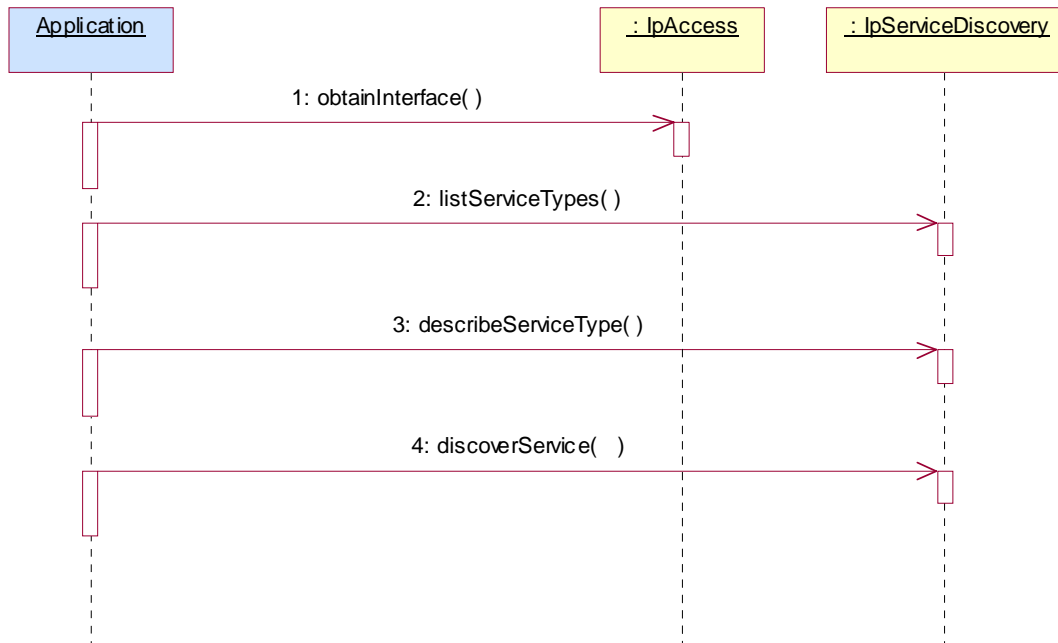 Application
: IpAccess
: IpServiceDiscovery
1: obtainInterface( )
2: listServiceTypes( )
3: describeServiceType( )
4: discoverService(   )